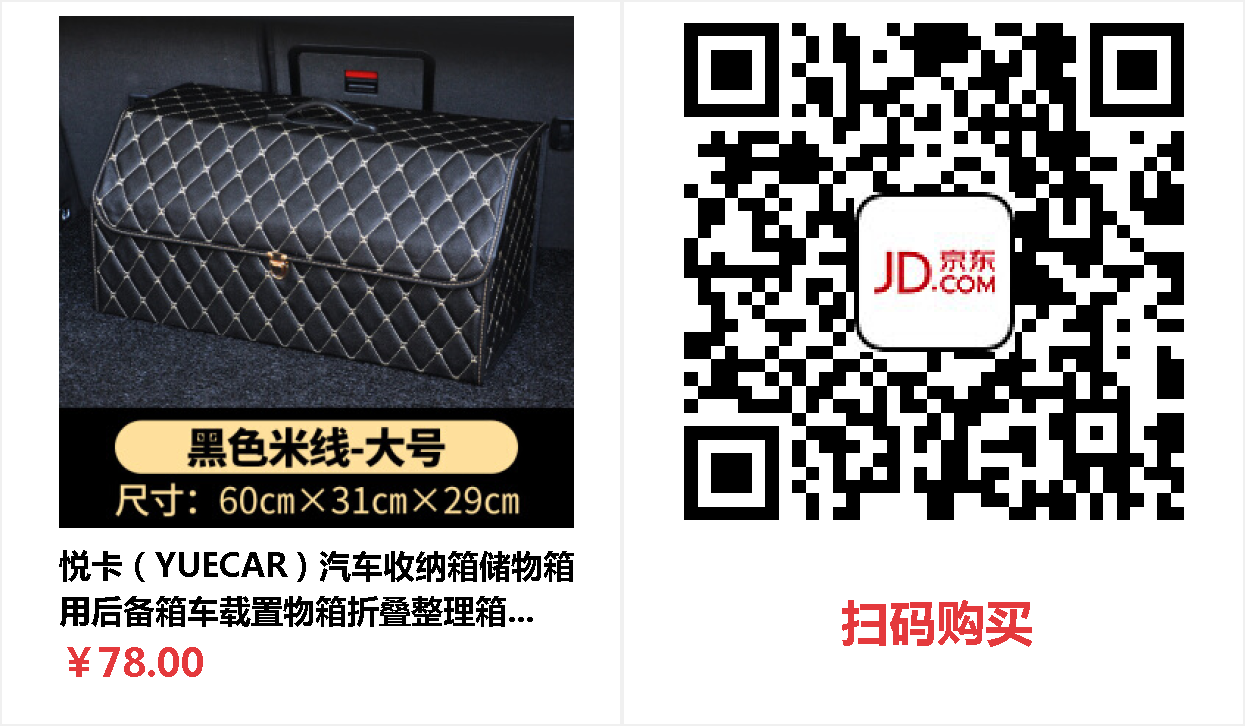 黑色米线-大号
尺寸：60cm×31cm×29cm
悦卡（YUECAR）汽车收纳箱储物箱
用后备箱车载置物箱折叠整理箱...
￥78.00
JD.京东
.COM
扫码购买